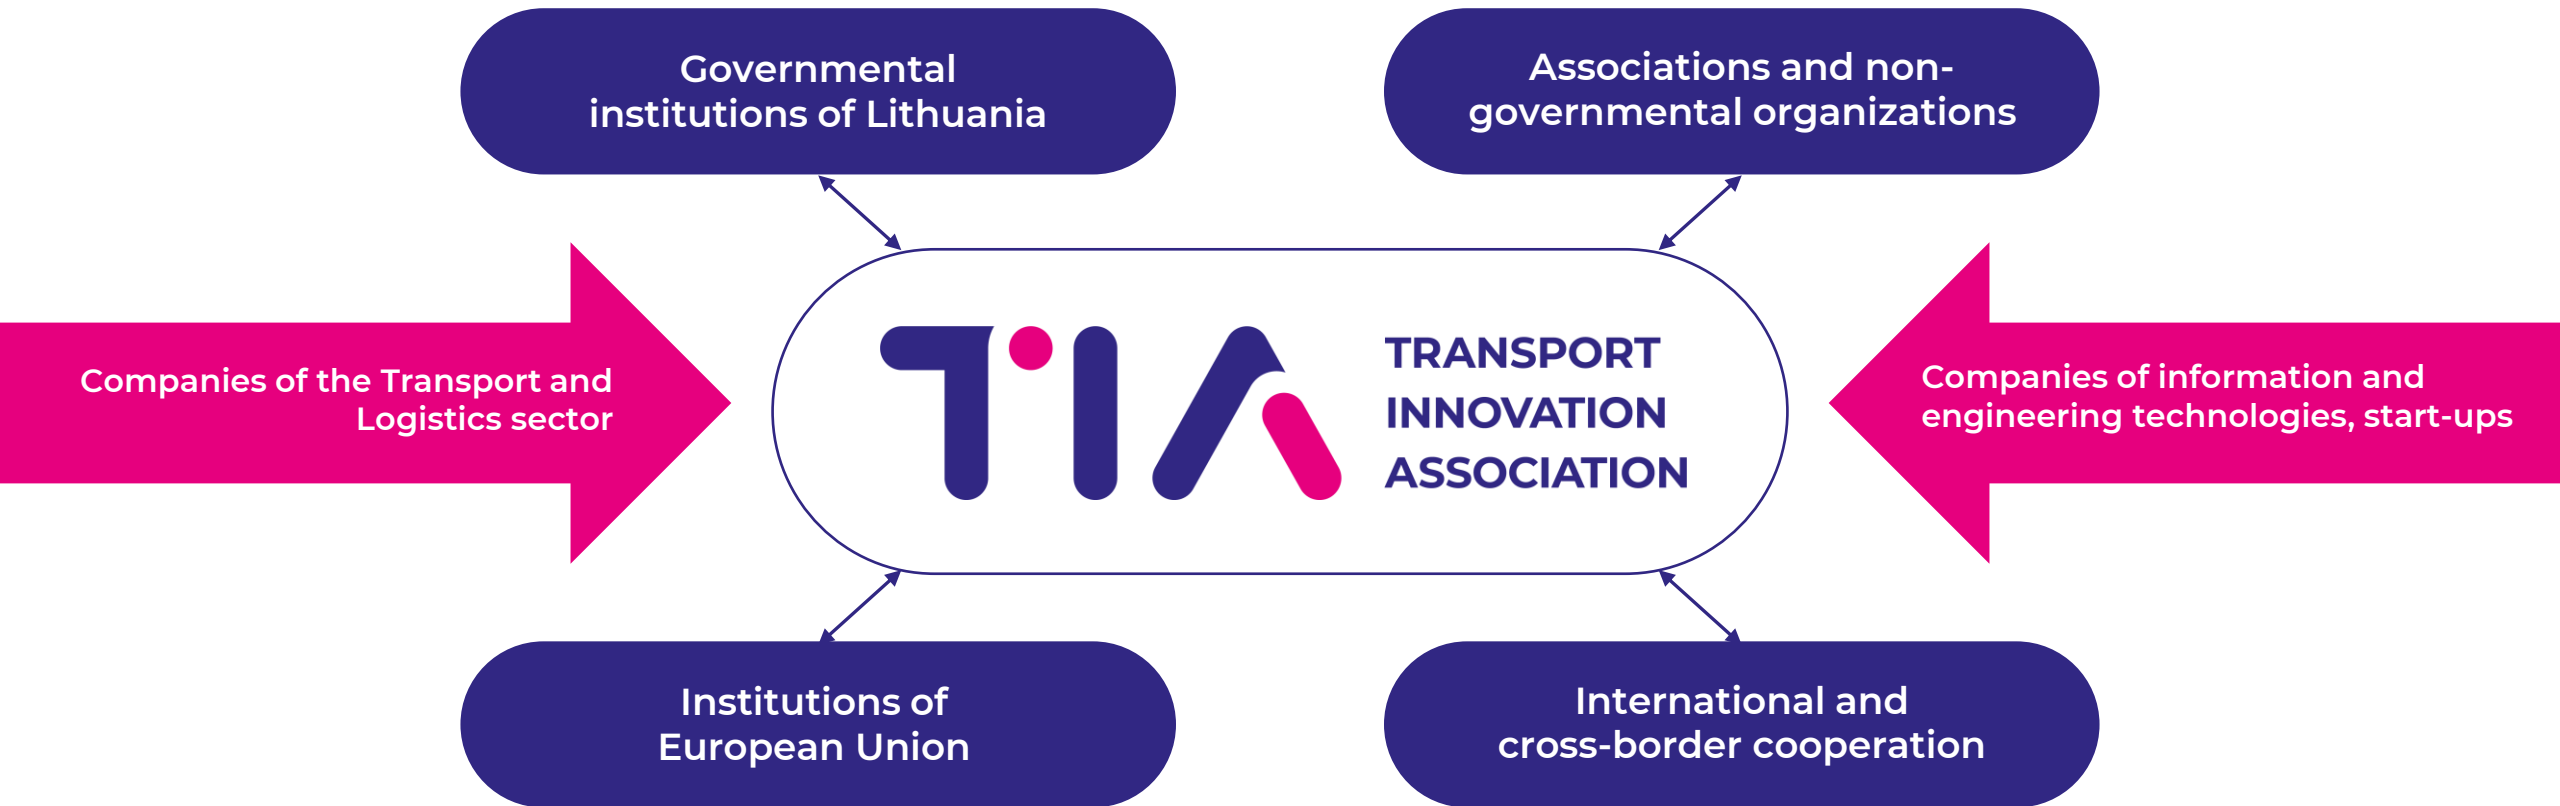 Governmental
institutions of Lithuania
Associations and non-
governmental organizations
Companies of the Transport and
Logistics sector
TIA
TRANSPORT
INNOVATION
ASSOCIATION
Companies of information and
engineering technologies, start-ups
Institutions of
European Union
International and
cross-border cooperation